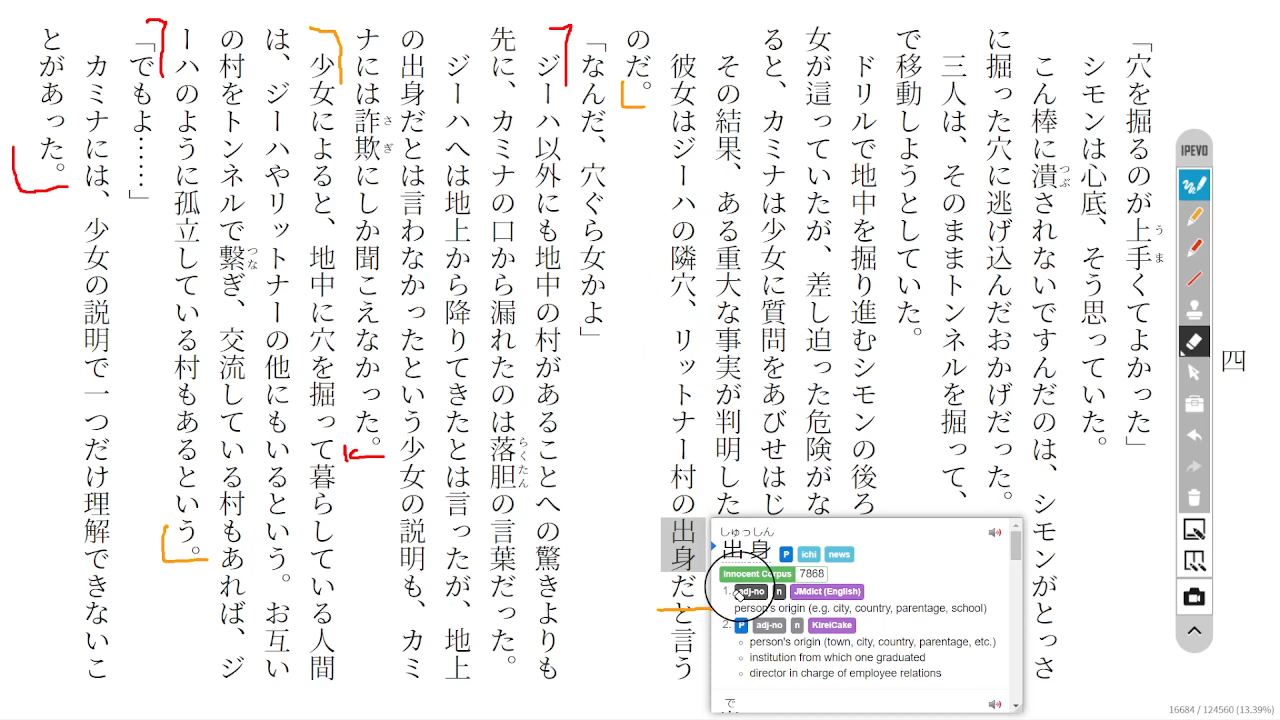 四
「穴を掘るのが上手くてよかった」
うま
シモンは心底、そう思っていた。
こん棒に潰されないですんだのは、シモンがとっさ
つぶ
に掘った穴に逃げ込んだおかげだった。
三人は、そのままトンネルを掘って、
で移動しようとしていた。
ドリルで地中を掘り進むシモンの後ろ
女が這っていたが、差し迫った危険がな
ると、カミナは少女に質問をあびせはじ
その結果、ある重大な事実が判明した
彼女はジーハの隣穴、リットナー村の出身だと言う
のだ。
「なんだ、穴ぐら女かよ」
ジーハ以外にも地中の村があることへの驚きよりも
先に、カミナの口から漏れたのは落胆の言葉だった。
らくたん
ジーハへは地上から降りてきたとは言ったが、地上
の出身だとは言わなかったという少女の説明も、カミ
ナには詐欺にしか聞こえなかった。
さぎ
少女によると、地中に穴を掘って暮らしている人間
は、ジーハやリットナーの他にもいるという。お互い
の村をトンネルで繋ぎ、交流している村もあれば、ジ
つな
ーハのように孤立している村もあるという。
「でもよ……」
カミナには、少女の説明で一つだけ理解できないこ
とがあった。
しゅっしん
出身 P ichi news
Innocent Corpus 7868
1. adj-no n JMdict (English)
person's origin (e.g. city, country, parentage, school)
2. P adj-no n KireiCake
person's origin (town, city, country, parentage, etc.)
institution from which one graduated
director in charge of employee relations
で
IPEVO
16684 / 124560 (13.39%)